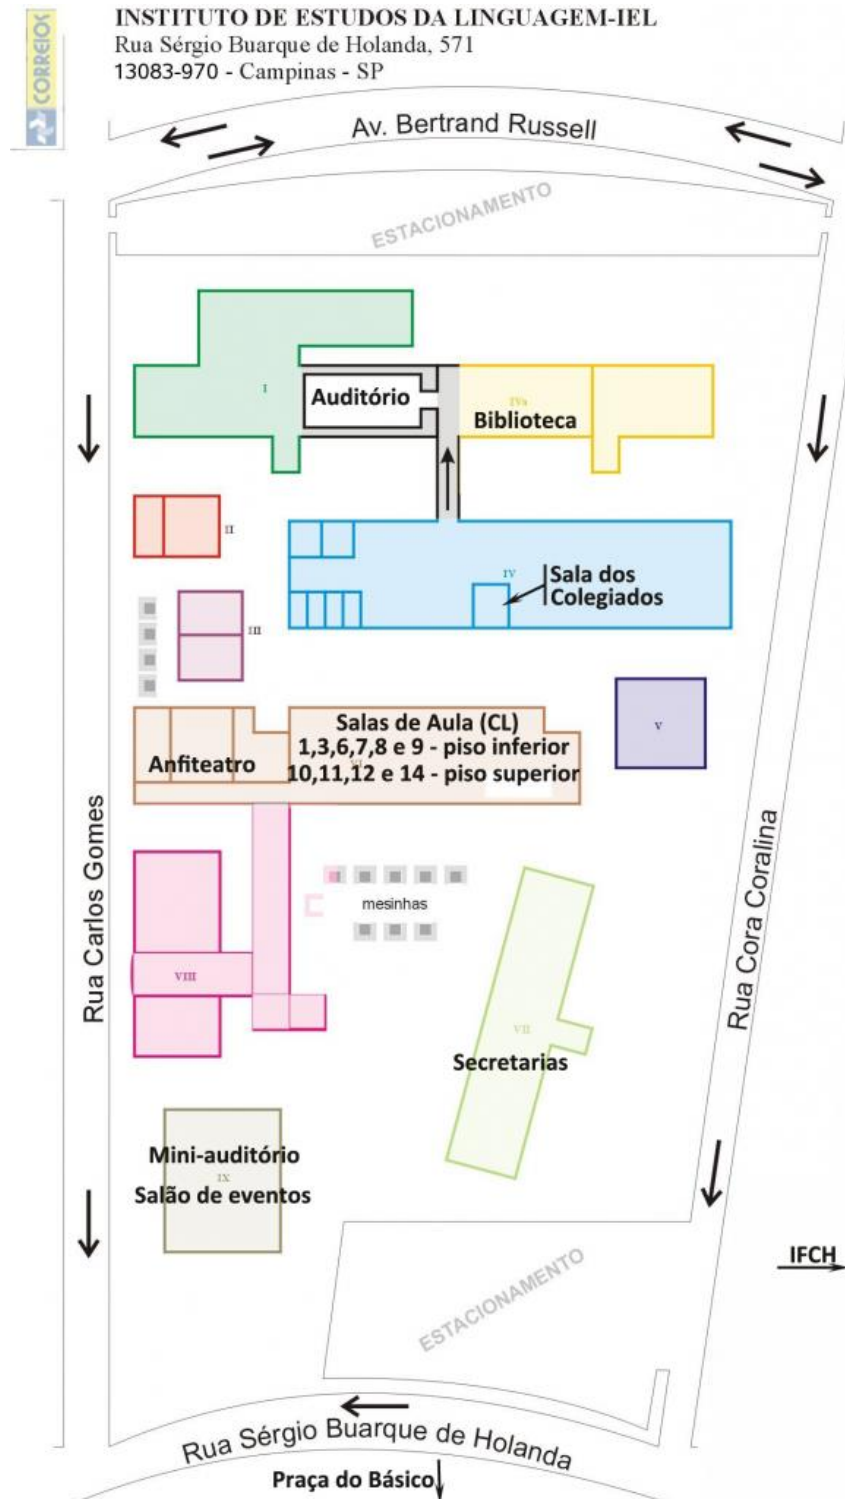 CORREIOS
INSTITUTO DE ESTUDOS DA LINGUAGEM-IEL
Rua Sérgio Buarque de Holanda, 571
13083-970 - Campinas - SP
Av. Bertrand Russell
ESTACIONAMENTO
I
Auditório
IVa
Biblioteca
II
IV
Sala dos
Colegiados
III
V
Salas de Aula (CL)
1,3,6,7,8 e 9 - piso inferior
VI
10,11,12 e 14 - piso superior
Anfiteatro
Rua Carlos Gomes
mesinhas
Rua Cora Coralina
VIII
VII
Secretarias
Mini-auditório
IX
Salão de eventos
IFCH
ESTACIONAMENTO
Rua Sérgio Buarque de Holanda
Praça do Básico